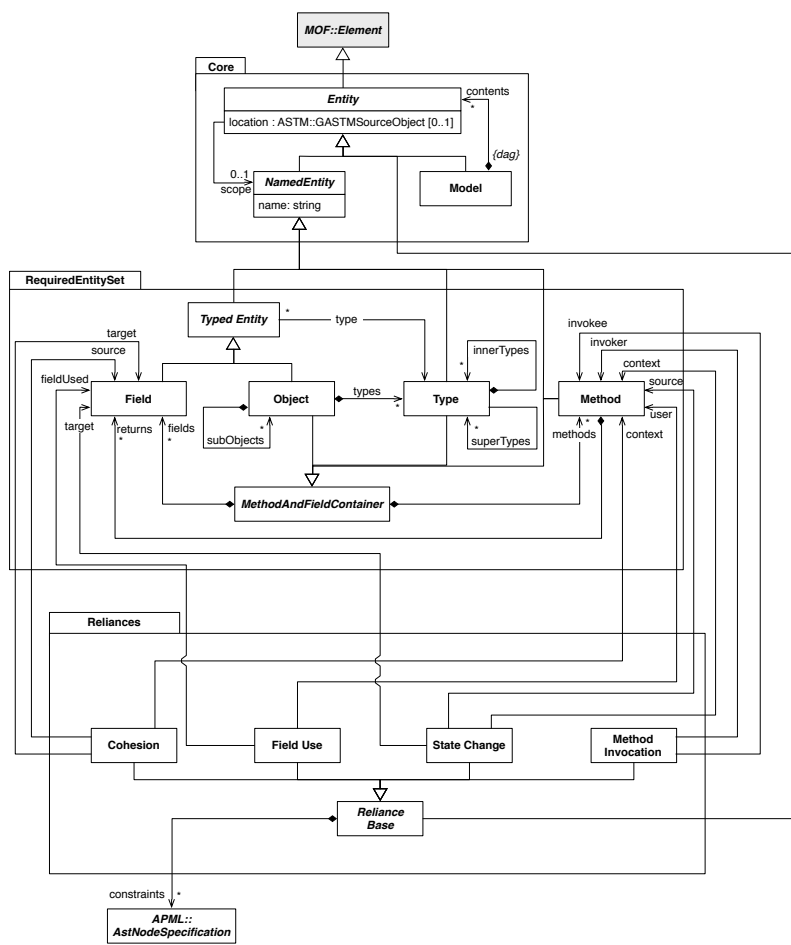 MOF::Element
Core
Entity
contents
*
location : ASTM::GASTMSourceObject [0..1]
{dag}
0..1
scope
NamedEntity
name: string
Model
RequiredEntitySet
Typed Entity
*
type
target
source
fieldUsed
target
Field
Object
types
*
innerTypes
*
Type
invokee
invoker
context
source
Method
user
context
returns
*
fields
*
subObjects
*
*
superTypes
methods
*
MethodAndFieldContainer
Reliances
Cohesion
Field Use
State Change
Method
Invocation
Reliance
Base
constraints
*
APML::
AstNodeSpecification